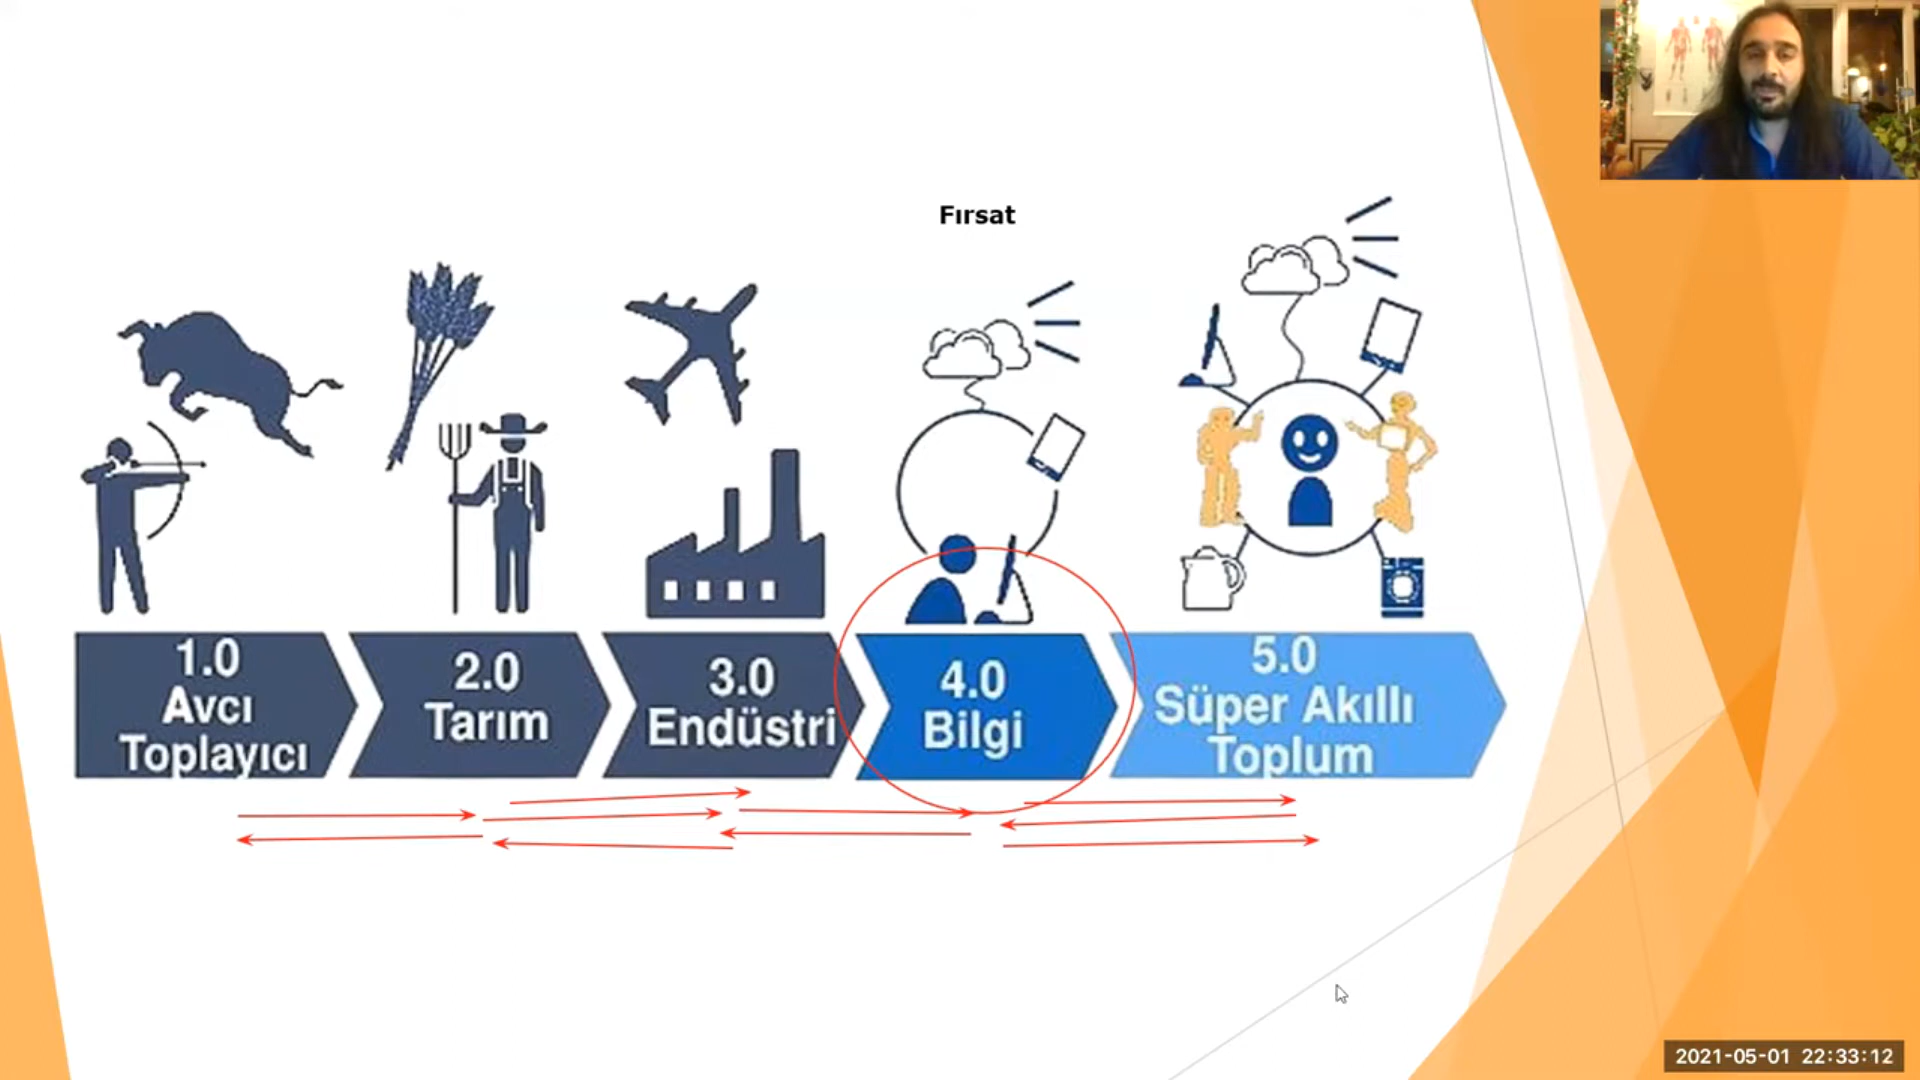 Fırsat
1.0
Avcı
Toplayıcı
2.0
Tarım
3.0
Endüstri
4.0
Bilgi
5.0
Süper Akıllı
Toplum
2021-05-01 22:33:12